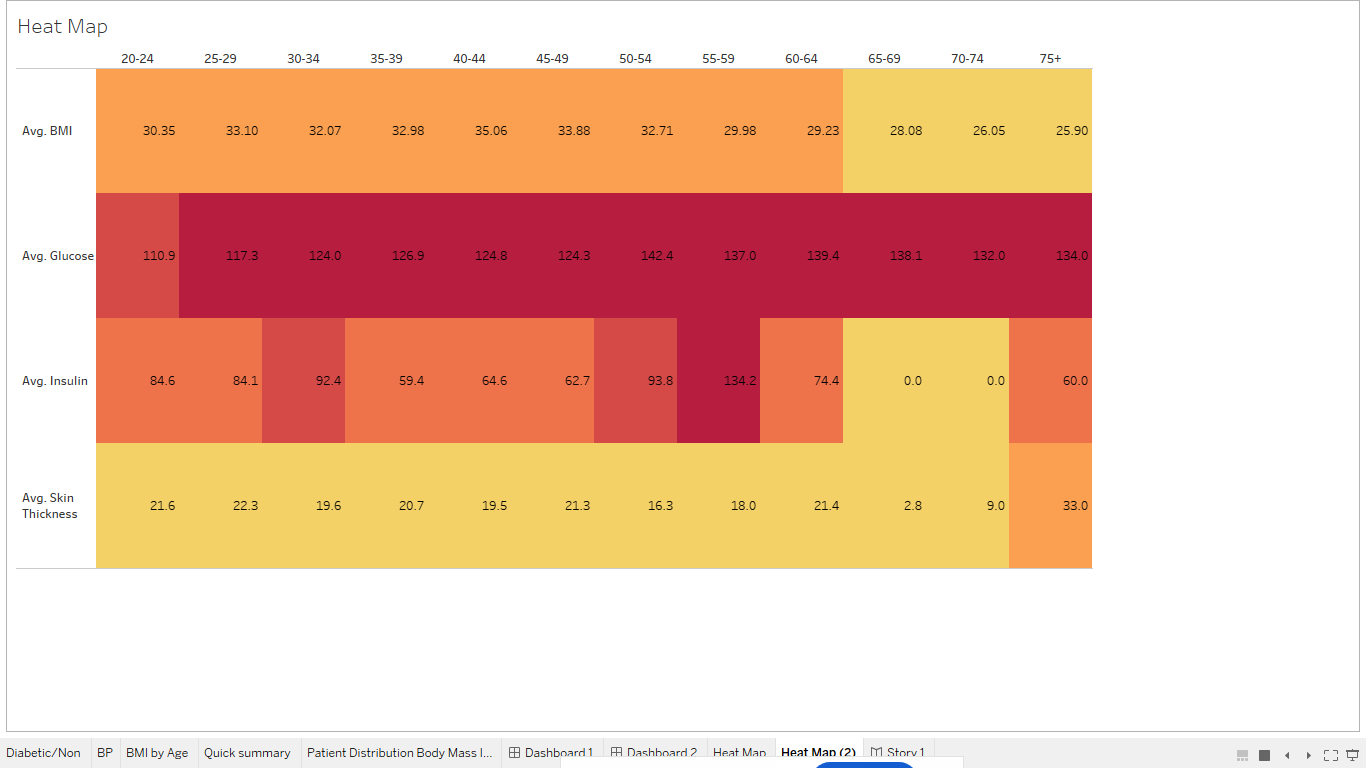 Heat Map
20-24 25-29 30-34 35-39 40-44 45-49 50-54 55-59 60-64 65-69 70-74 75+
Avg. BMI 30.35 33.10 32.07 32.98 35.06 33.88 32.71 29.98 29.23 28.08 26.05 25.90
Avg. Glucose 110.9 117.3 124.0 126.9 124.8 124.3 142.4 137.0 139.4 138.1 132.0 134.0
Avg. Insulin 84.6 84.1 92.4 59.4 64.6 62.7 93.8 134.2 74.4 0.0 0.0 60.0
Avg. Skin
Thickness 21.6 22.3 19.6 20.7 19.5 21.3 16.3 18.0 21.4 2.8 9.0 33.0
Diabetic/Non BP BMI by Age Quick summary Patient Distribution Body Mass I... Dashboard 1 Dashboard 2 Heat Map Heat Map (2) Story 1